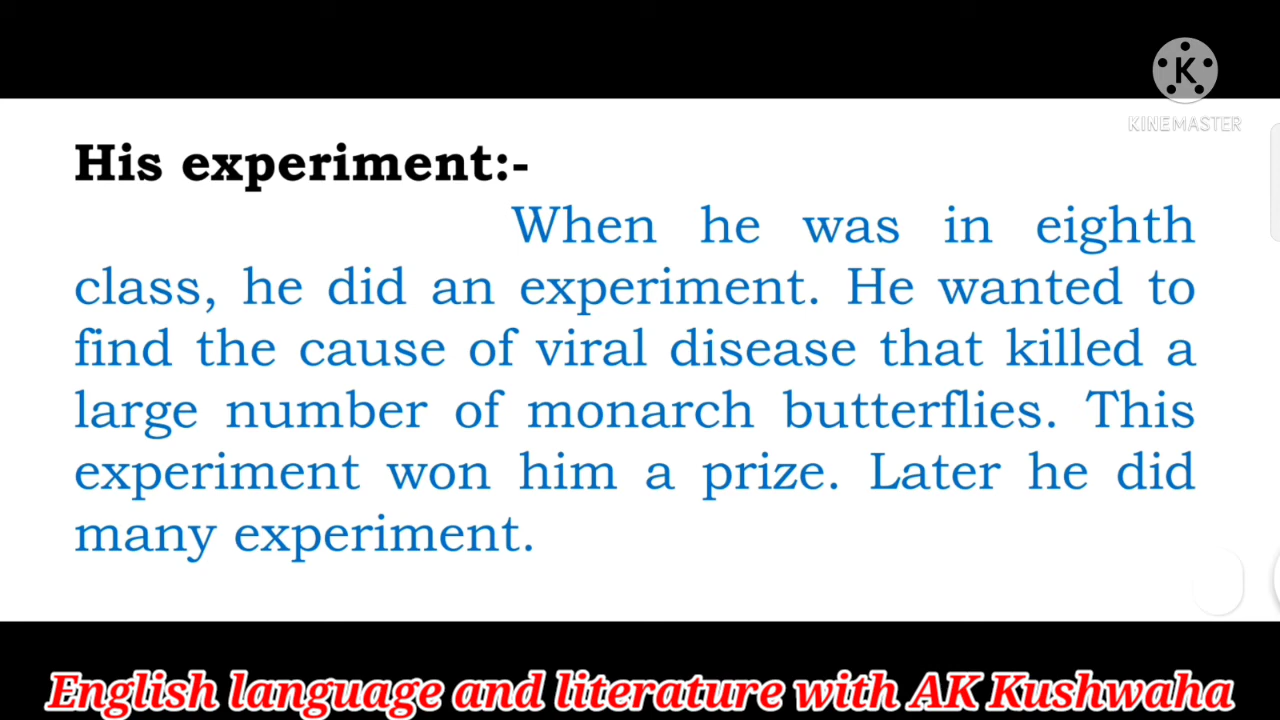 K
KINEMASTER
His experiment:-
When he was in eighth
class, he did an experiment. He wanted to
find the cause of viral disease that killed a
large number of monarch butterflies. This
experiment won him a prize. Later he did
many experiment.
English language and literature with AK Kushwaha